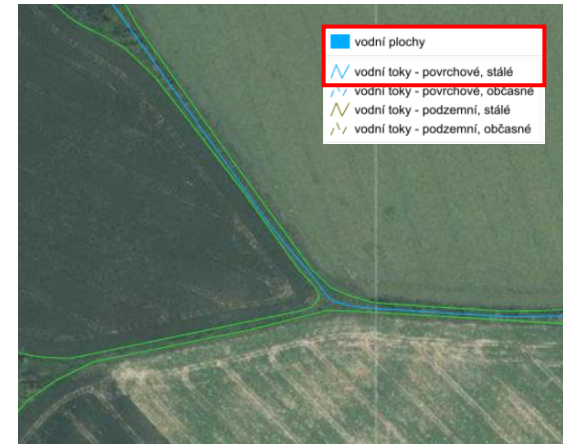 vodní plochy
vodní toky - povrchové, stálé
vodní toky - povrchové, občasné
vodní toky - podzemní, stálé
vodní toky - podzemní, občasné